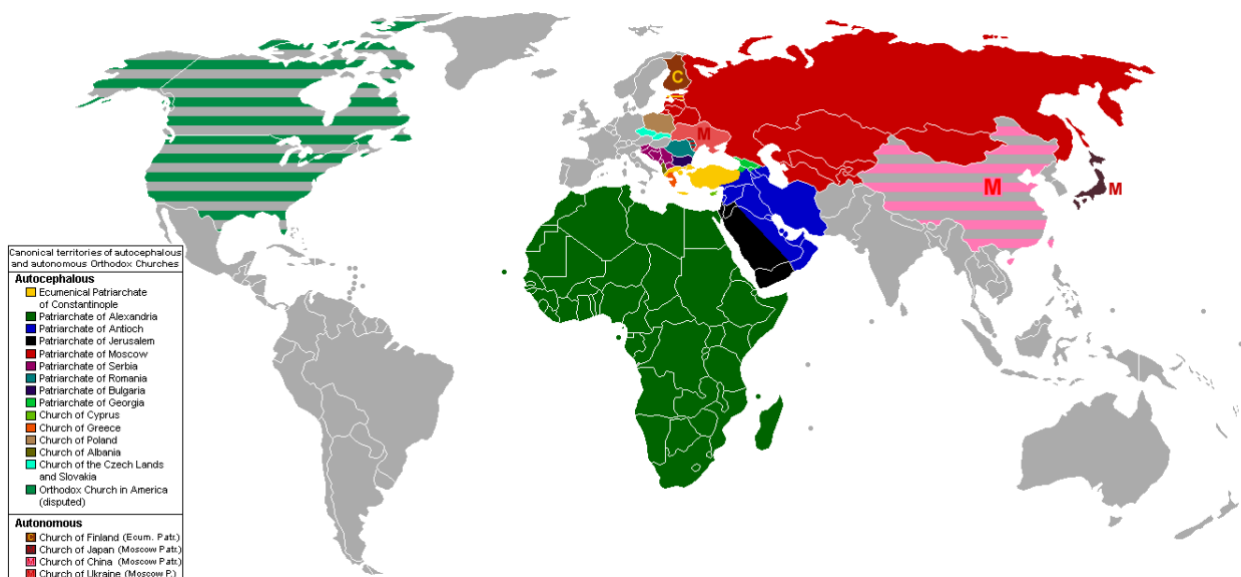 C
M
M
M
Canonical territories of autocephalous
and autonomous Orthodox Churches
Autocephalous
Ecumenical Patriarchate
of Constantinople
Patriarchate of Alexandria
Patriarchate of Antioch
Patriarchate of Jerusalem
Patriarchate of Moscow
Patriarchate of Serbia
Patriarchate of Romania
Patriarchate of Bulgaria
Patriarchate of Georgia
Church of Cyprus
Church of Greece
Church of Poland
Church of Albania
Church of the Czech Lands
and Slovakia
Orthodox Church in America
(disputed)
Autonomous
C Church of Finland (Ecum. Patr.)
Church of Japan (Moscow Patr.)
Church of China (Moscow Patr.)
Church of Ukraine (Moscow P.)